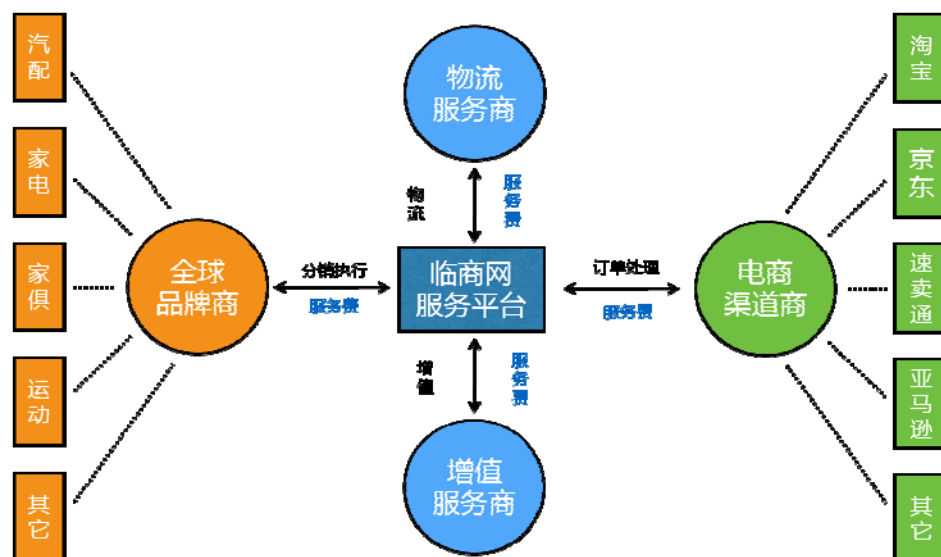 汽配
家电
家俱
运动
其它
全球
品牌商
分销执行
服务费
物流
服务商
物流
服务费
临商网
服务平台
增值
服务费
增值
服务商
订单处理
服务费
电商
渠道商
淘宝
京东
速卖通
亚马逊
其它